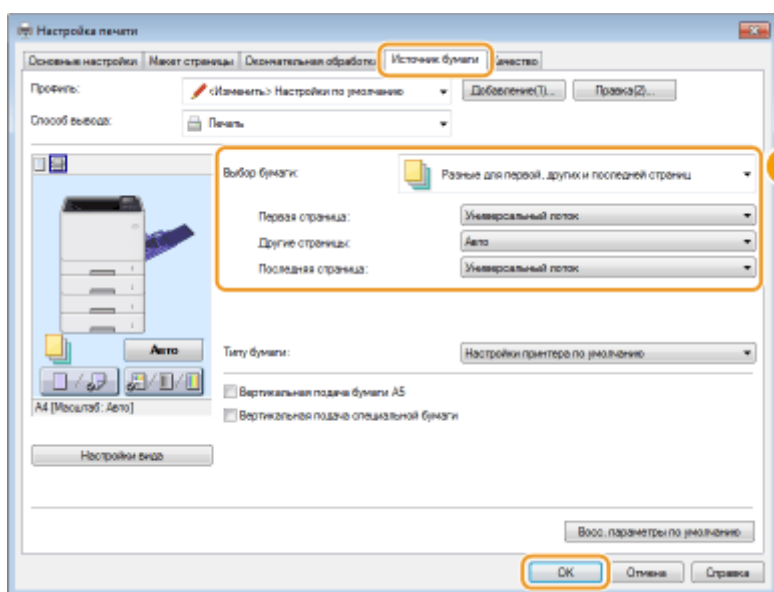 Настройка печати
Основные настройки Макет страницы Окончательная обработка Источник бумаги Качество
Профиль: <Изменить> Настройки по умолчанию Добавление(1)... Правка(2)...
Способ вывода: Печать
Выбор бумаги: Разные для первой, других и последней страниц
Первая страница: Универсальный лоток
Другие страницы: Авто
Последняя страница: Универсальный лоток
Авто
Типу бумаги: Настройки принтера по умолчанию
A4 [Масштаб: Авто]
Вертикальная подача бумаги A5
Вертикальная подача специальной бумаги
Настройки вида
Восс. параметры по умолчанию
OK Отмена Справка